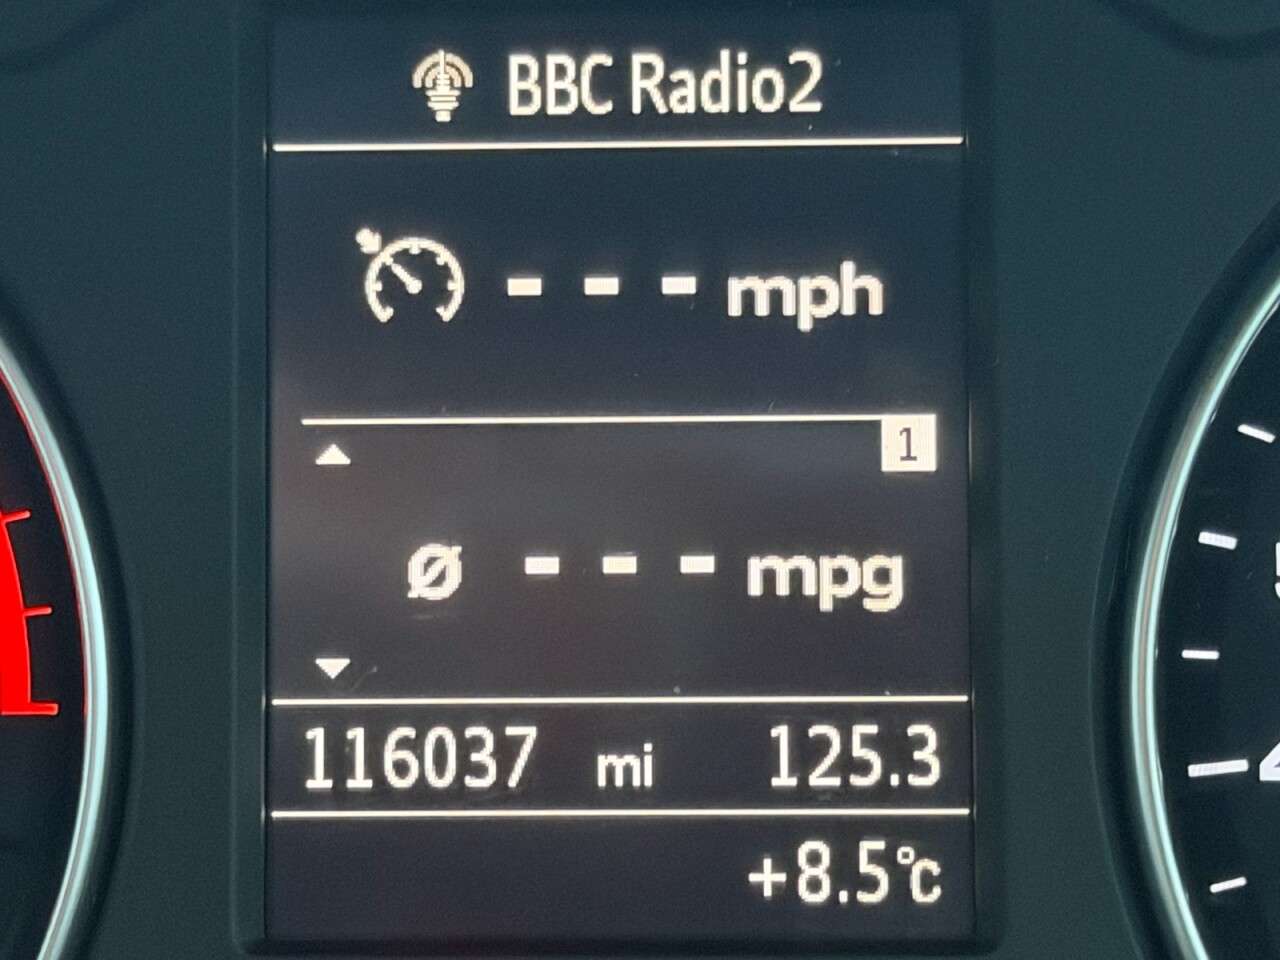 BBC Radio2
--- mph
1
Ø --- mpg
116037 mi 125.3
+8.5°C